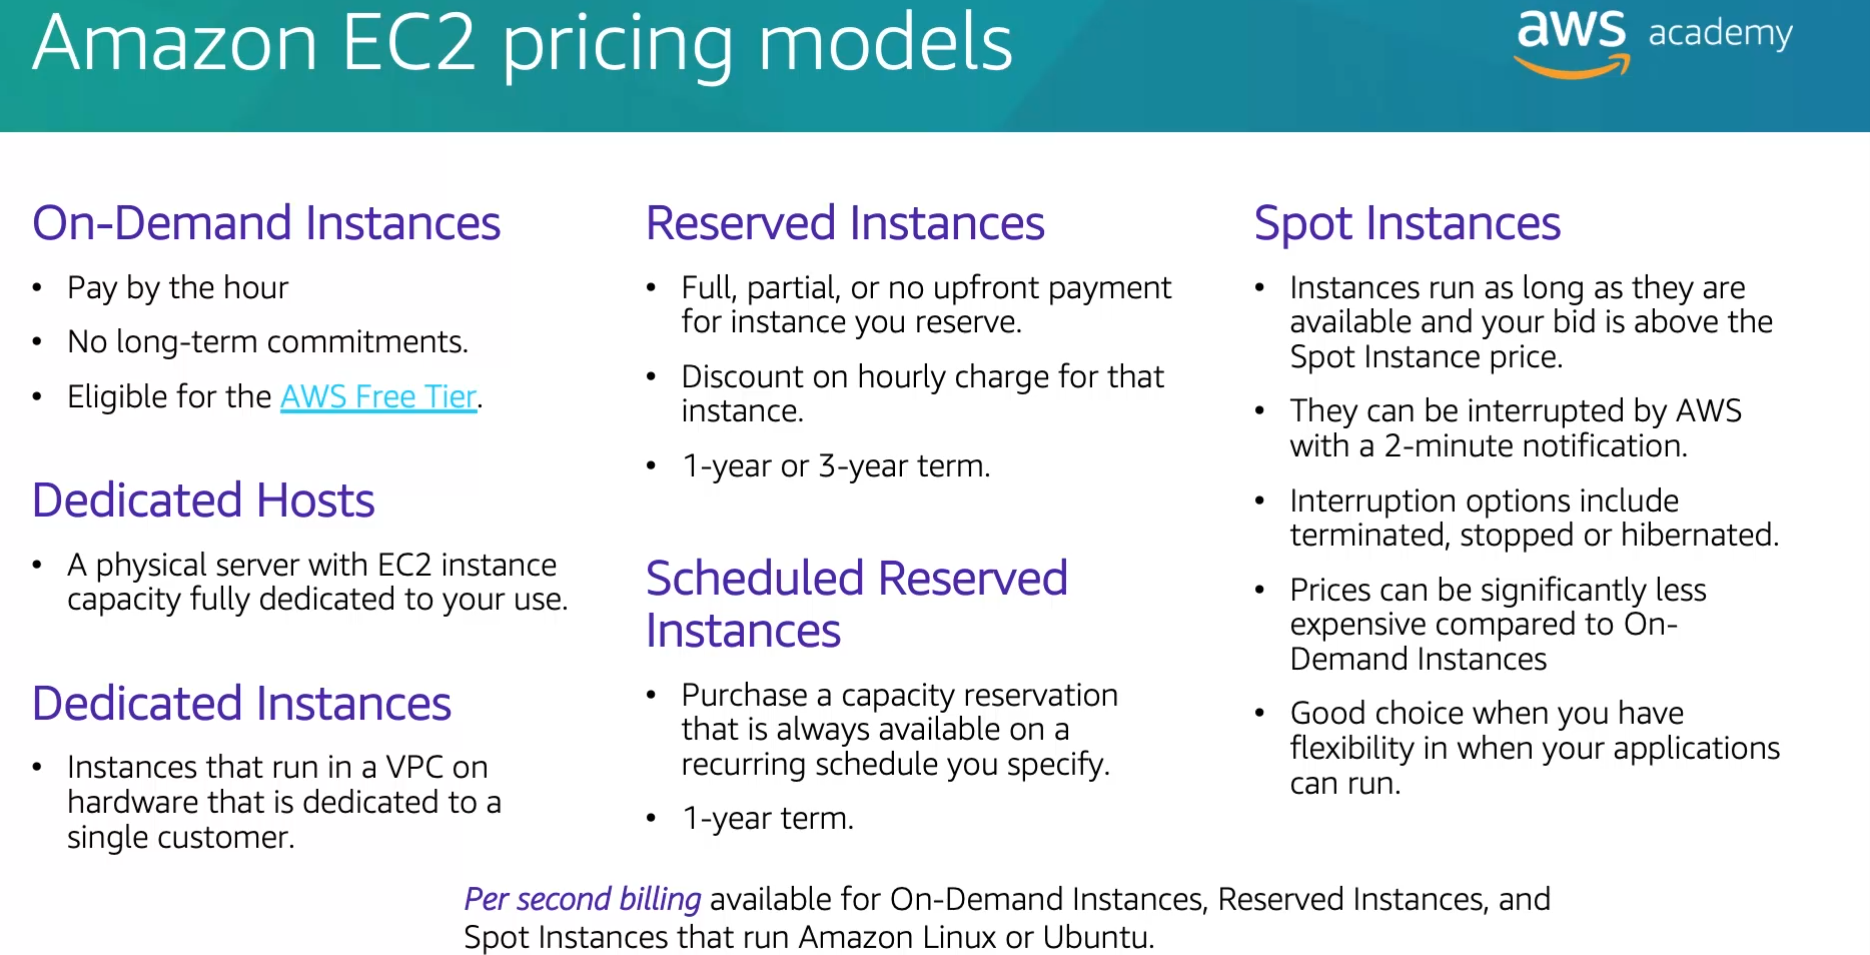 Amazon EC2 pricing models
aws academy
On-Demand Instances
• Pay by the hour
• No long-term commitments.
• Eligible for the AWS Free Tier.
Dedicated Hosts
• A physical server with EC2 instance
capacity fully dedicated to your use.
Dedicated Instances
• Instances that run in a VPC on
hardware that is dedicated to a
single customer.
Reserved Instances
• Full, partial, or no upfront payment
for instance you reserve.
• Discount on hourly charge for that
instance.
• 1-year or 3-year term.
Scheduled Reserved
Instances
• Purchase a capacity reservation
that is always available on a
recurring schedule you specify.
• 1-year term.
Spot Instances
• Instances run as long as they are
available and your bid is above the
Spot Instance price.
• They can be interrupted by AWS
with a 2-minute notification.
• Interruption options include
terminated, stopped or hibernated.
• Prices can be significantly less
expensive compared to On-
Demand Instances
• Good choice when you have
flexibility in when your applications
can run.
Per second billing available for On-Demand Instances, Reserved Instances, and
Spot Instances that run Amazon Linux or Ubuntu.